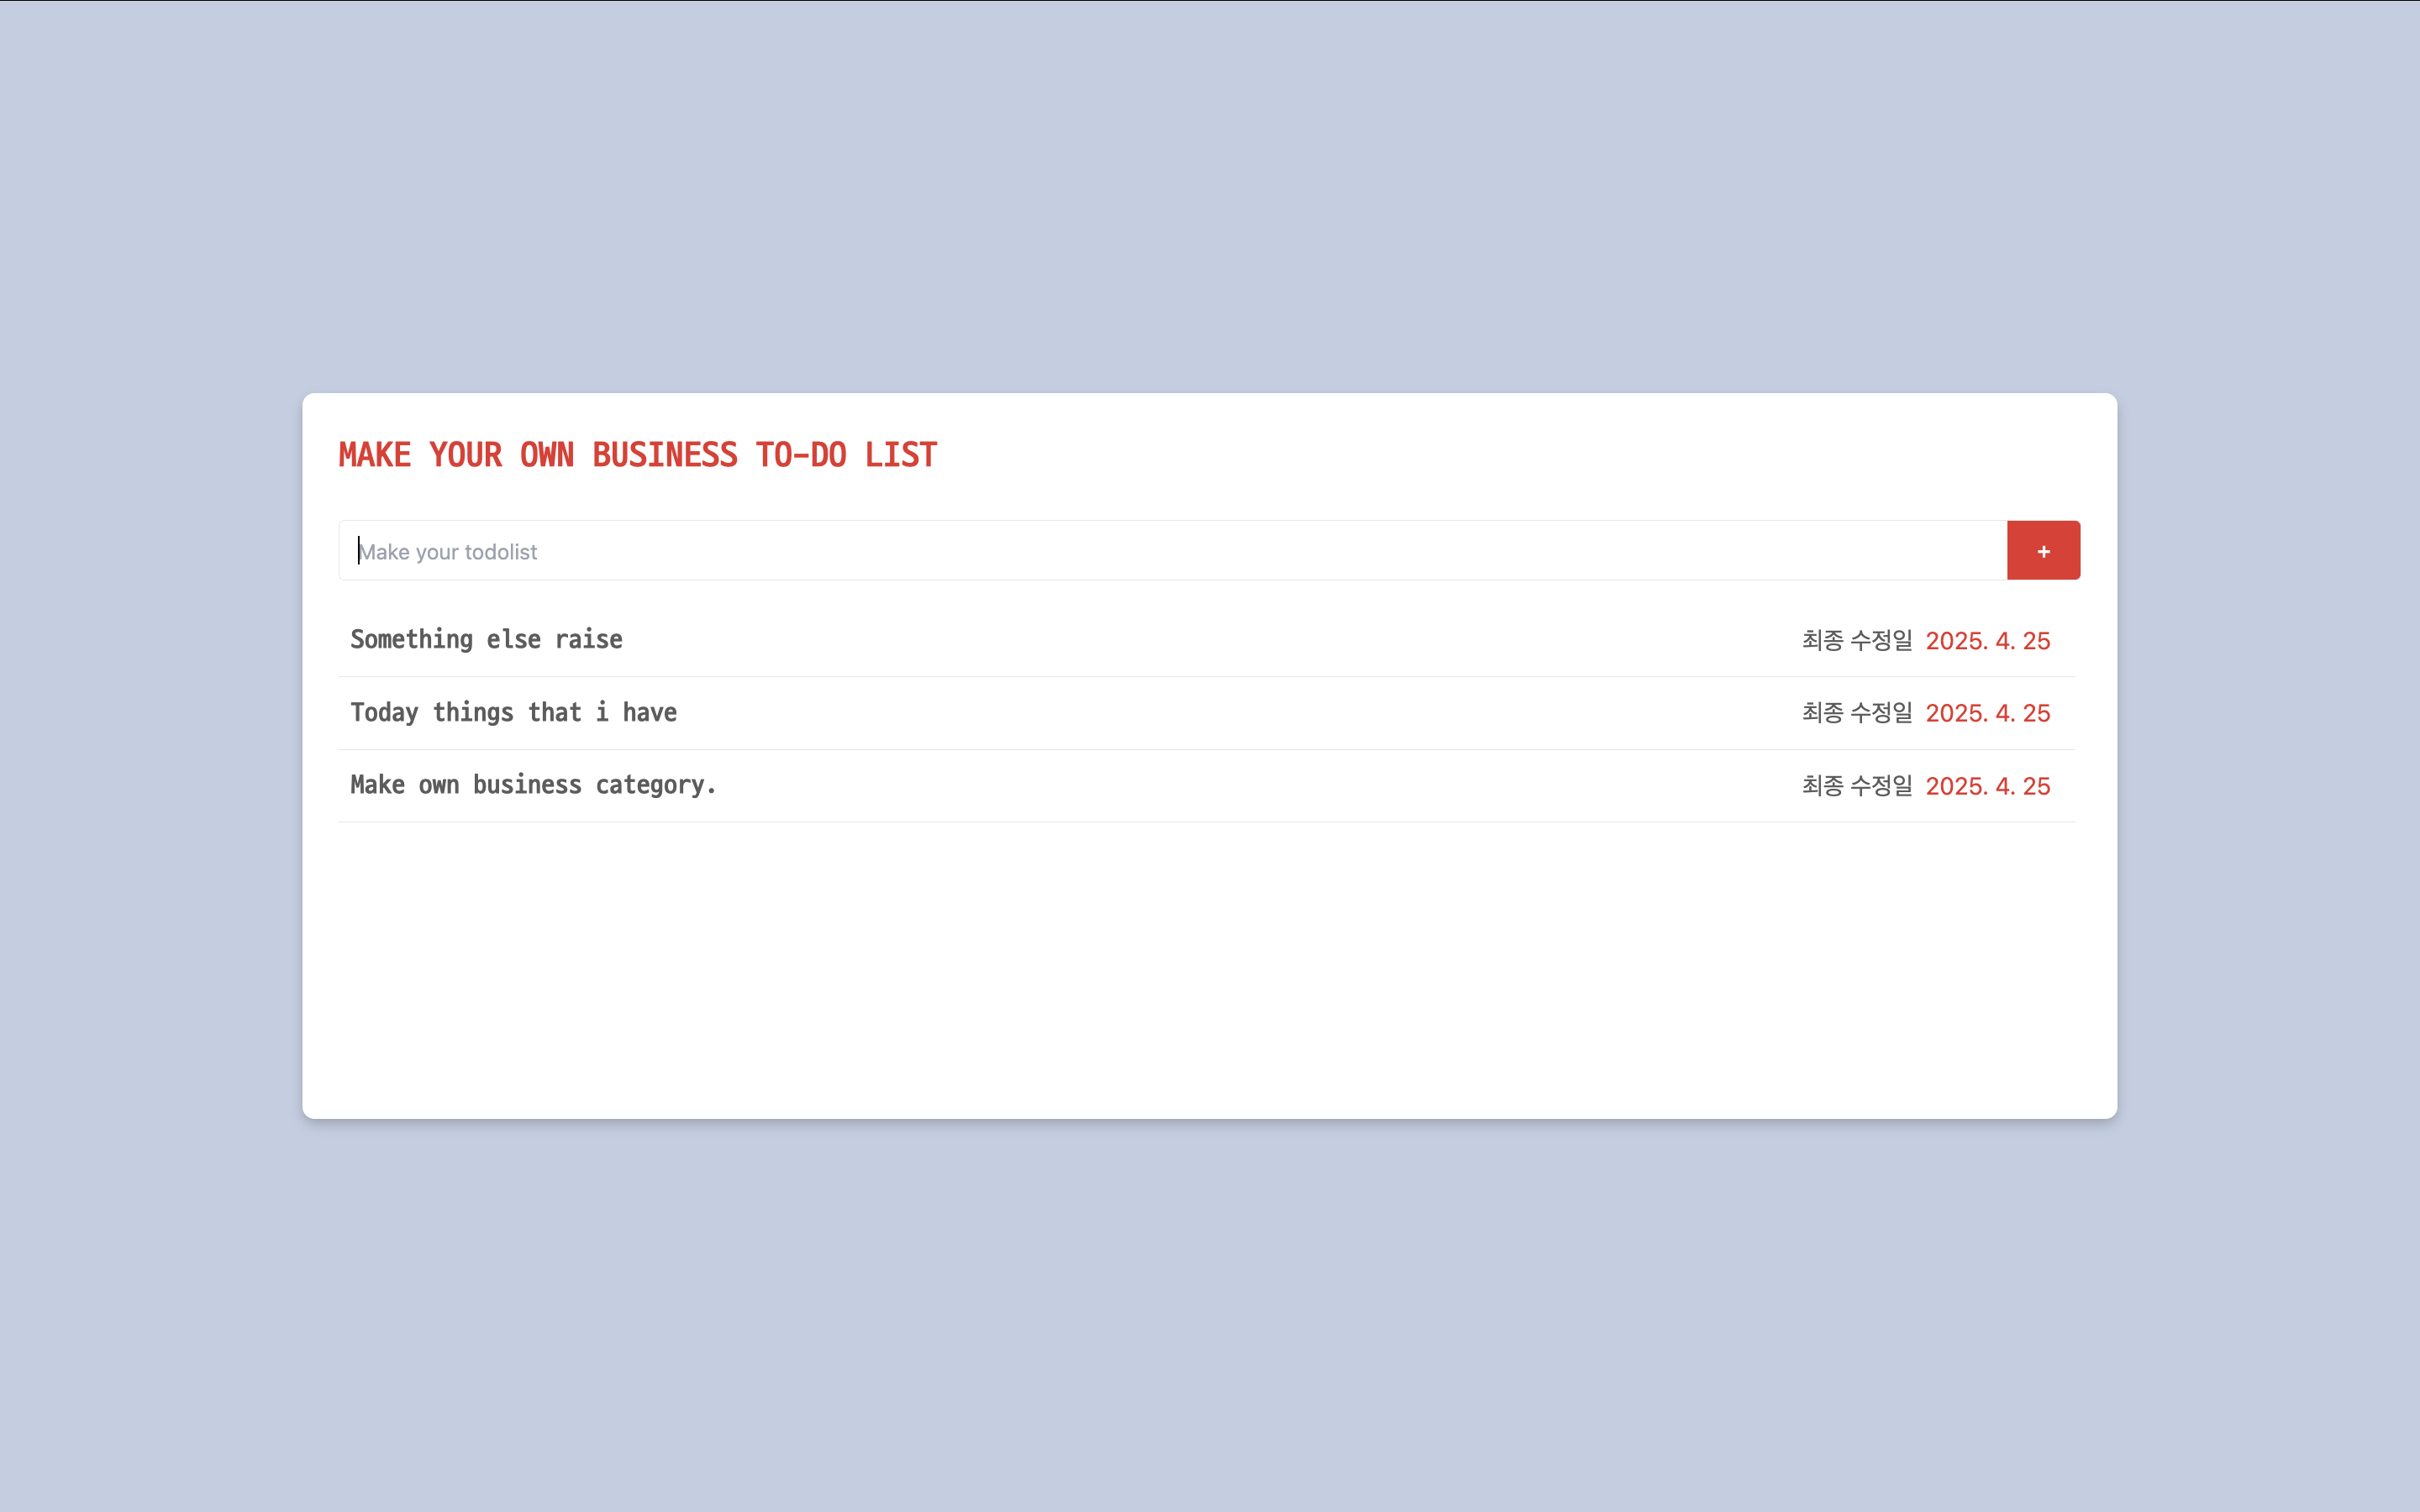 MAKE YOUR OWN BUSINESS TO-DO LIST
Make your todolist
+
Something else raise 최종 수정일 2025. 4. 25
Today things that i have 최종 수정일 2025. 4. 25
Make own business category. 최종 수정일 2025. 4. 25